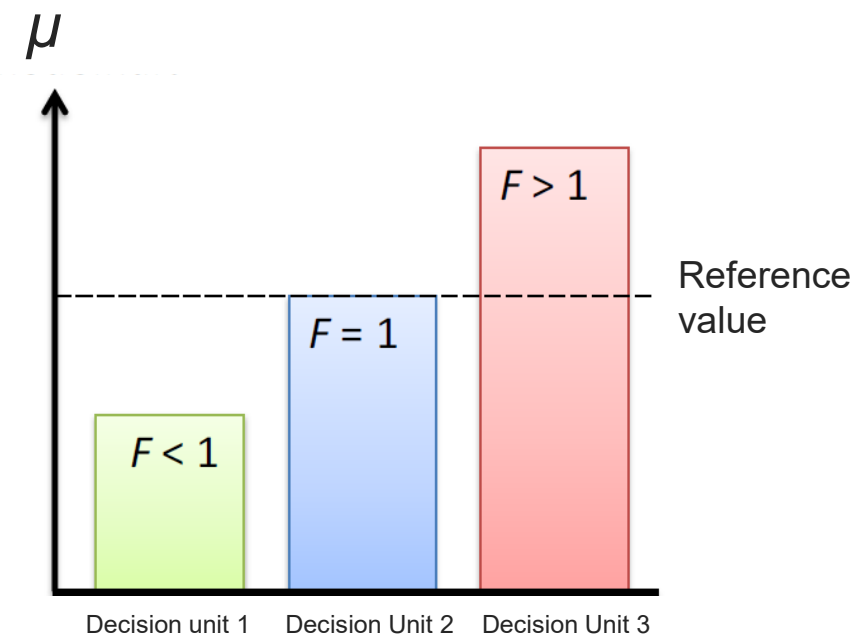 μ
F > 1
Reference
value
F = 1
F < 1
Decision unit 1
Decision Unit 2
Decision Unit 3